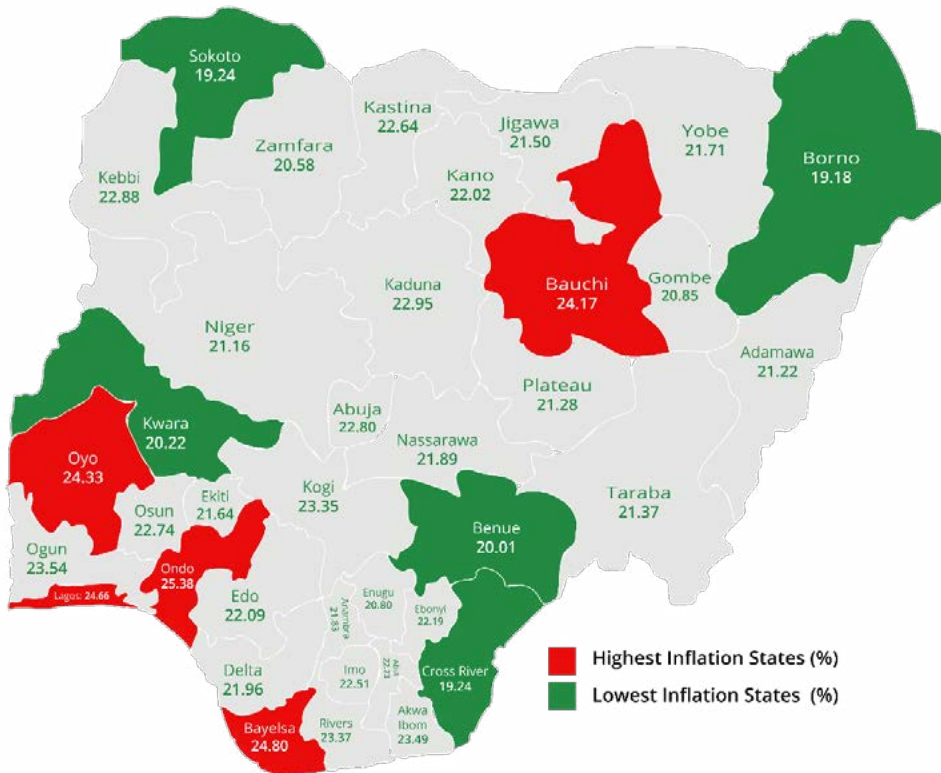 Sokoto
19.24
Kastina
22.64
Jigawa
21.50
Yobe
21.71
Borno
19.18
Zamfara
20.58
Kebbi
22.88
Kano
22.02
Kaduna
22.95
Bauchi
24.17
Gombe
20.85
Niger
21.16
Adamawa
21.22
Plateau
21.28
Abuja
22.80
Kwara
20.22
Nassarawa
21.89
Oyo
24.33
Kogi
23.35
Taraba
21.37
Ekiti
21.64
Osun
22.74
Benue
20.01
Ogun
23.54
Ondo
25.38
Lagos: 24.66
Edo
22.09
Anambra
21.83
Enugu
20.80
Ebonyi
22.19
Delta
21.96
Imo
22.51
Abia
22.73
Cross River
19.24
Bayelsa
24.80
Rivers
23.37
Akwa
Ibom
23.49
Highest Inflation States (%)
Lowest Inflation States (%)